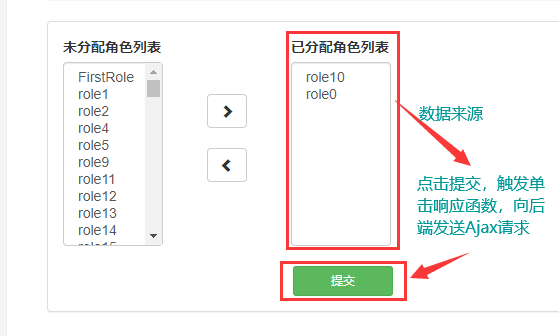 未分配角色列表
FirstRole
role1
role2
role4
role5
role9
role11
role12
role13
role14
role15
已分配角色列表
role10
role0
数据来源
点击提交，触发单
击响应函数，向后
端发送Ajax请求
提交